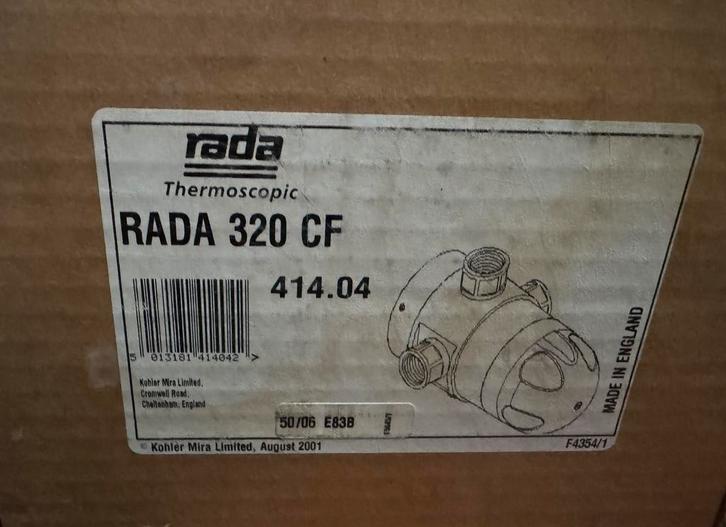 rada
Thermoscopic
RADA 320 CF
414.04
5 013181 414042 >
Kohler Mira Limited,
Cromwell Road,
Cheltenham, England
MADE IN ENGLAND
50/06 E83B
© Kohler Mira Limited, August 2001
F4354/1